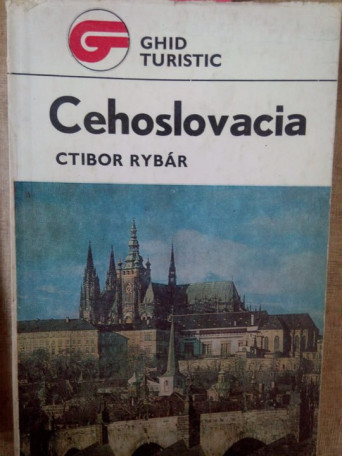 GHID
TURISTIC
Cehoslovacia
CTIBOR RYBÁR